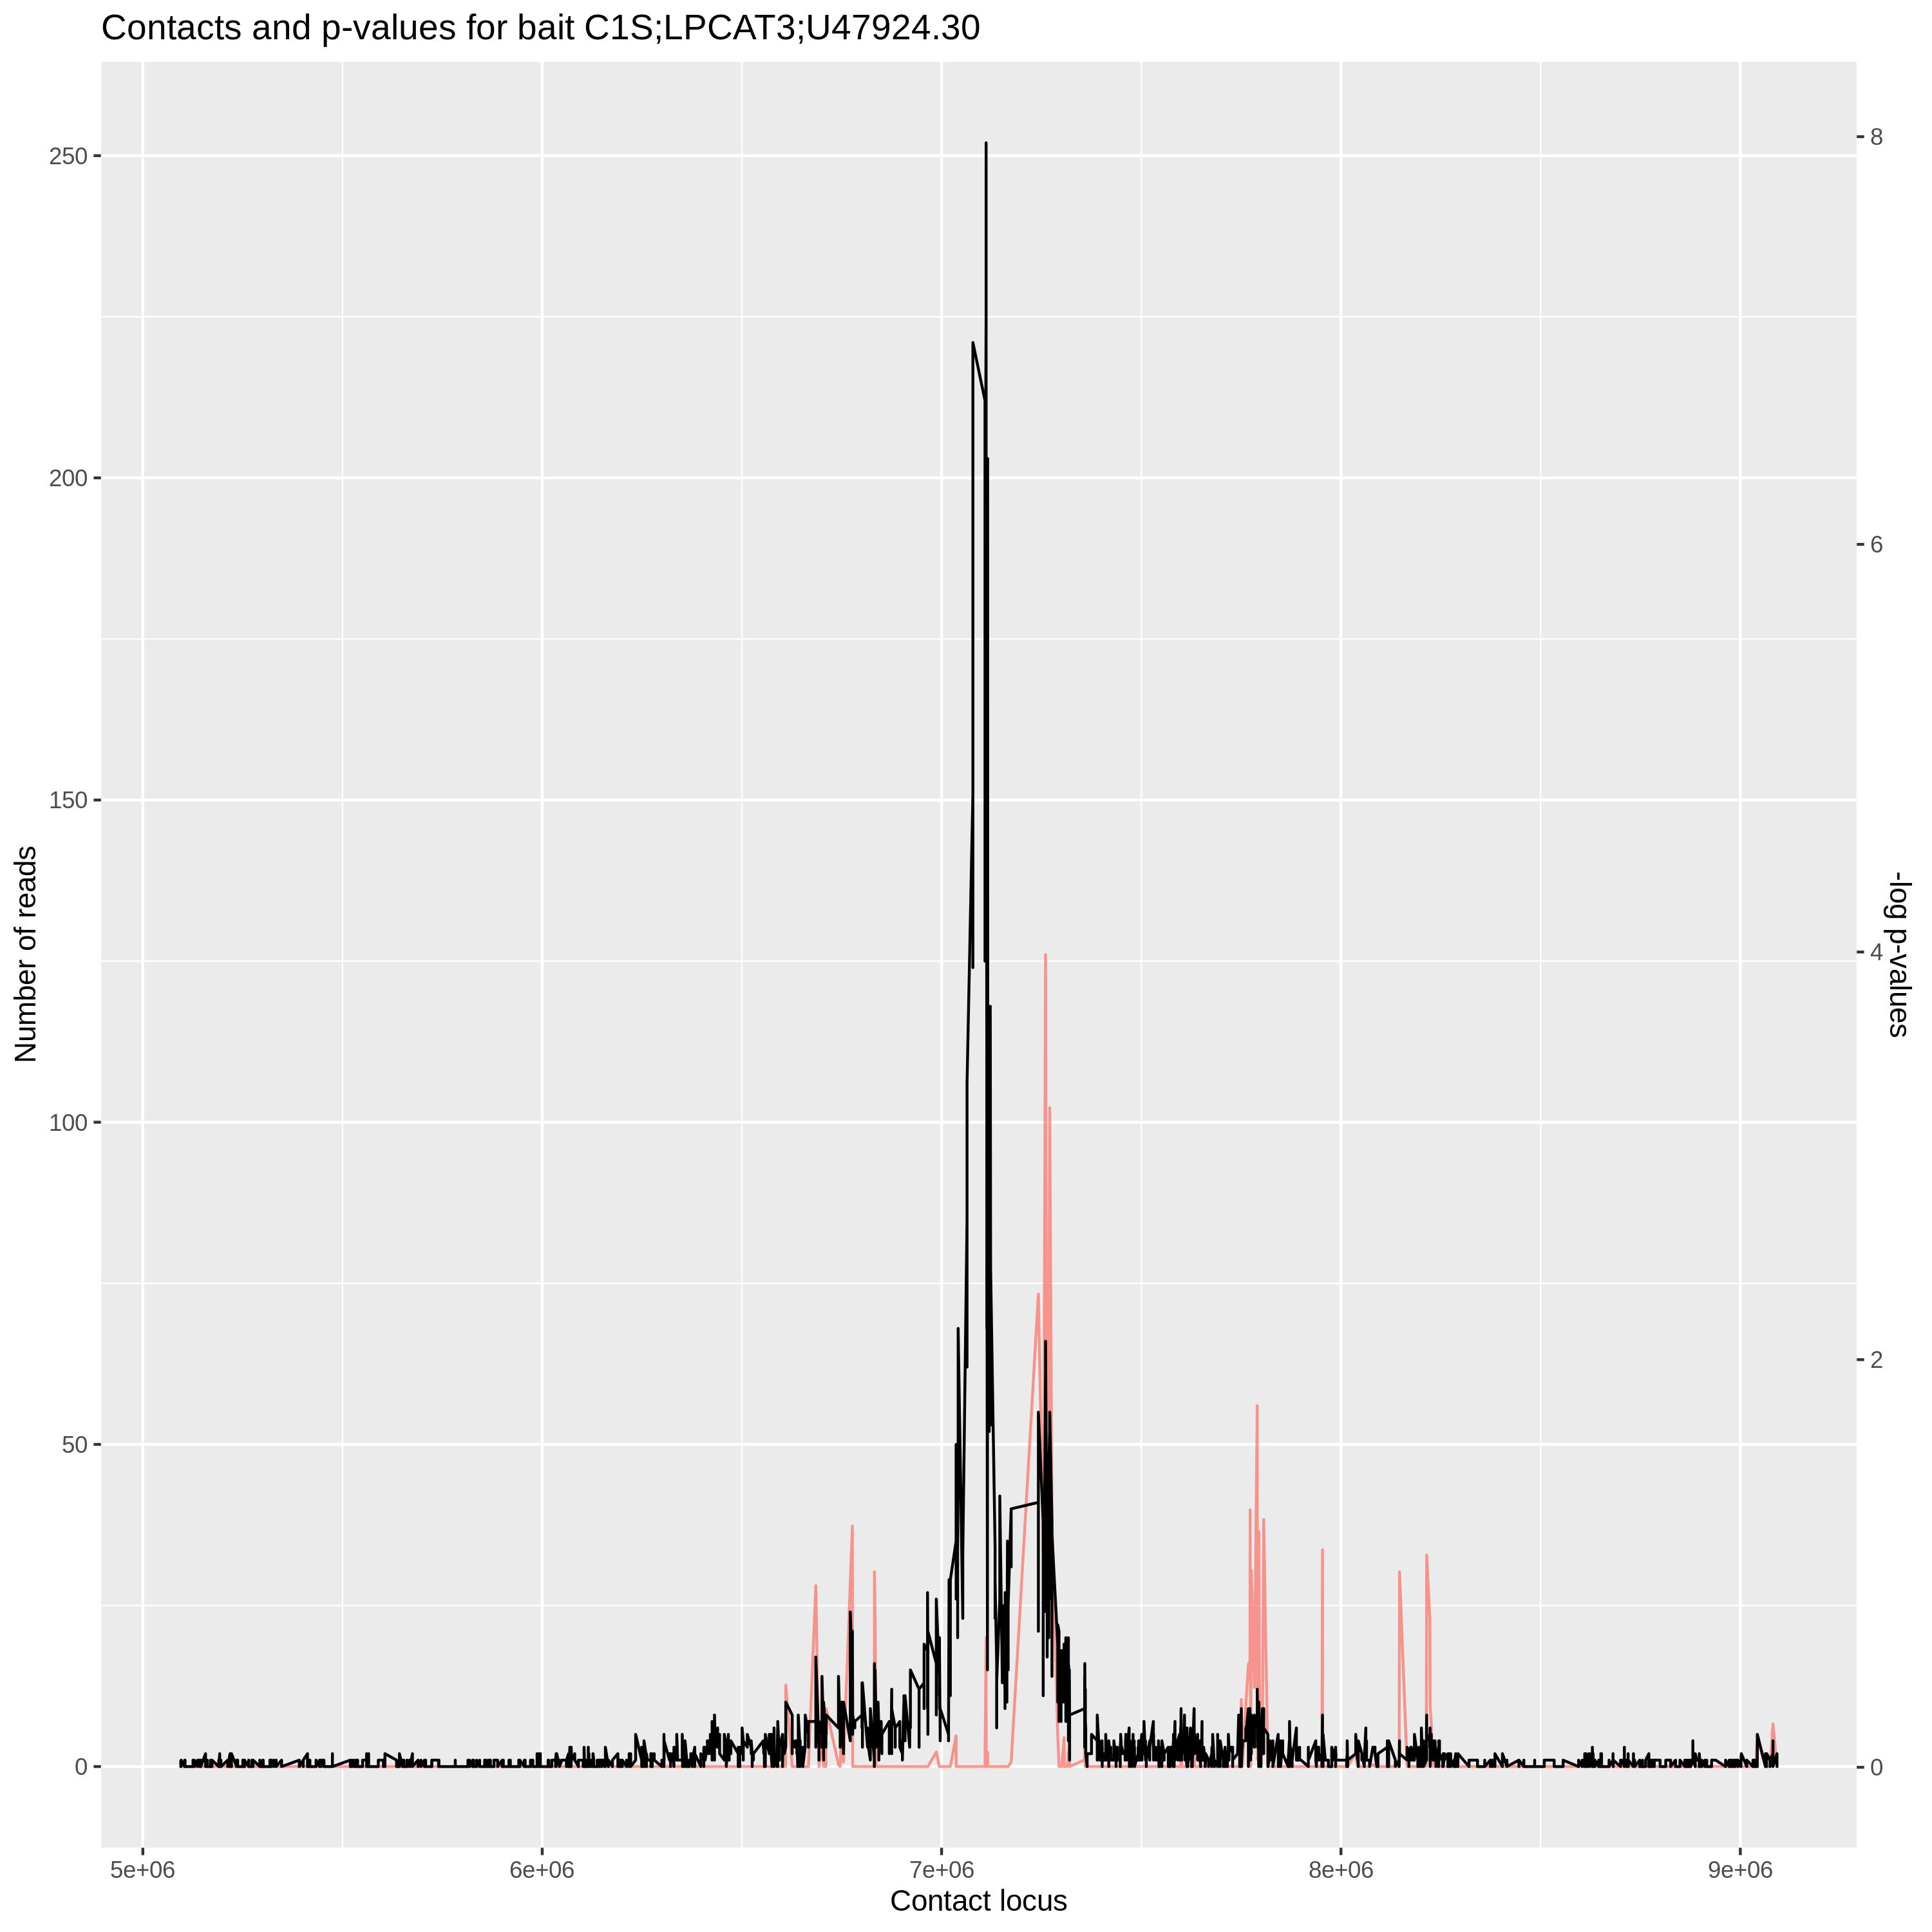 Contacts and p-values for bait C1S;LPCAT3;U47924.30
250
200
150
100
50
0
Number of reads
8
6
4
2
0
-log p-values
5e+06
6e+06
7e+06
8e+06
9e+06
Contact locus